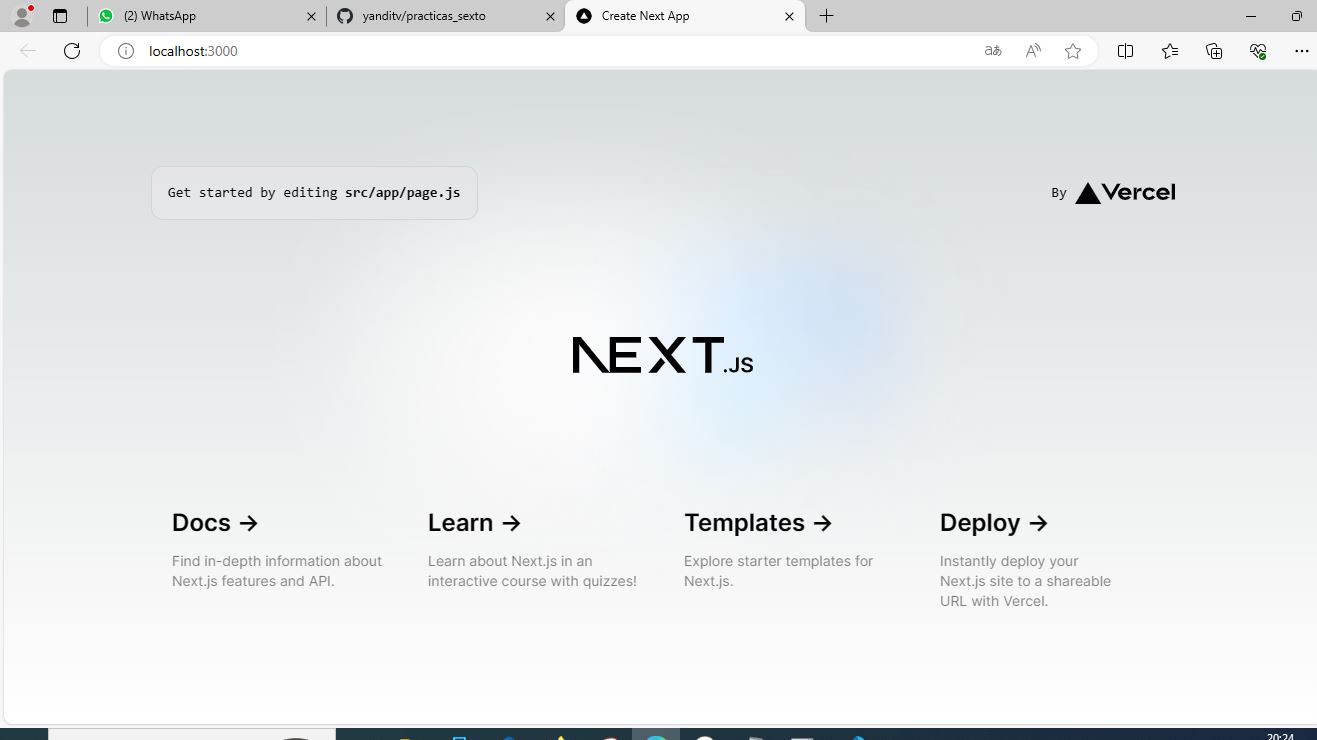 (2) WhatsApp
yanditv/practicas_sexto
Create Next App
localhost:3000
Get started by editing src/app/page.js
By Vercel
NEXT.JS
Docs →
Find in-depth information about
Next.js features and API.
Learn →
Learn about Next.js in an
interactive course with quizzes!
Templates →
Explore starter templates for
Next.js.
Deploy →
Instantly deploy your
Next.js site to a shareable
URL with Vercel.
20:24